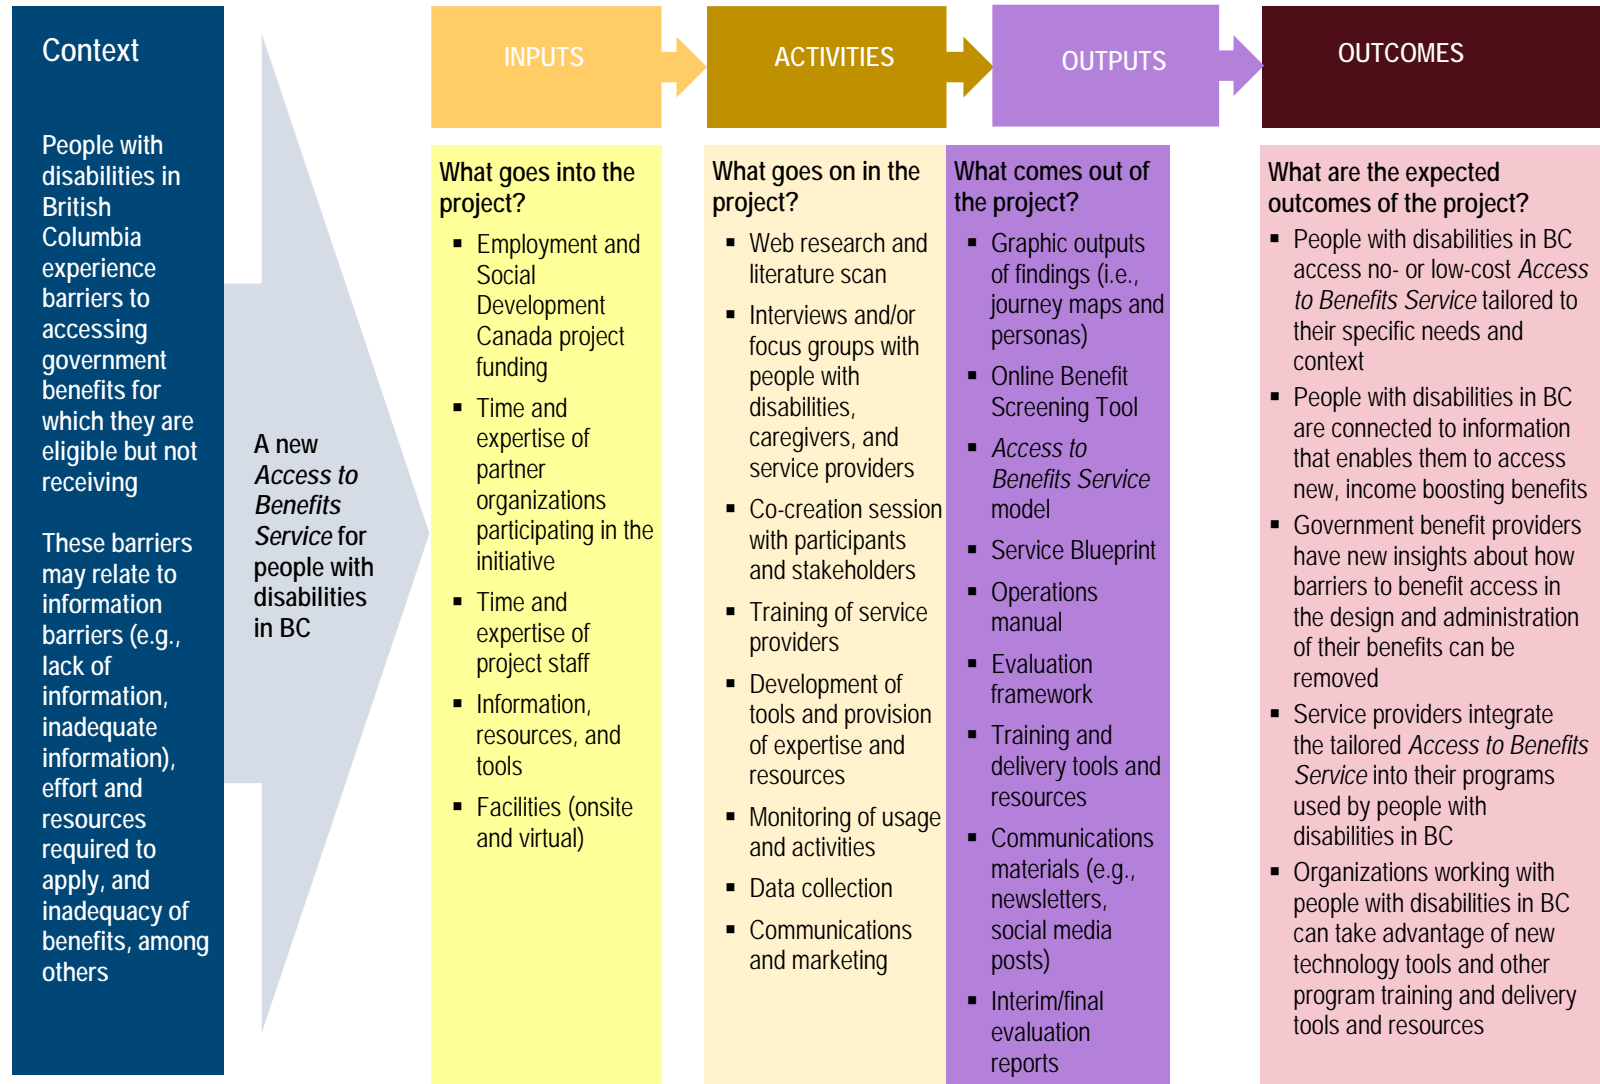 Context
People with
disabilities in
British
Columbia
experience
barriers to
accessing
government
benefits for
which they are
eligible but not
receiving
These barriers
may relate to
information
barriers (e.g.,
lack of
information,
inadequate
information),
effort and
resources
required to
apply, and
inadequacy of
benefits, among
others
A new
Access to
Benefits
Service for
people with
disabilities
in BC
INPUTS
What goes into the
project?
▪ Employment and
Social
Development
Canada project
funding
▪ Time and
expertise of
partner
organizations
participating in the
initiative
▪ Time and
expertise of
project staff
▪ Information,
resources, and
tools
▪ Facilities (onsite
and virtual)
ACTIVITIES
What goes on in the
project?
▪ Web research and
literature scan
▪ Interviews and/or
focus groups with
people with
disabilities,
caregivers, and
service providers
▪ Co-creation session
with participants
and stakeholders
▪ Training of service
providers
▪ Development of
tools and provision
of expertise and
resources
▪ Monitoring of usage
and activities
▪ Data collection
▪ Communications
and marketing
OUTPUTS
What comes out of
the project?
▪ Graphic outputs
of findings (i.e.,
journey maps and
personas)
▪ Online Benefit
Screening Tool
▪ Access to
Benefits Service
model
▪ Service Blueprint
▪ Operations
manual
▪ Evaluation
framework
▪ Training and
delivery tools and
resources
▪ Communications
materials (e.g.,
newsletters,
social media
posts)
▪ Interim/final
evaluation
reports
OUTCOMES
What are the expected
outcomes of the project?
▪ People with disabilities in BC
access no- or low-cost Access
to Benefits Service tailored to
their specific needs and
context
▪ People with disabilities in BC
are connected to information
that enables them to access
new, income boosting benefits
▪ Government benefit providers
have new insights about how
barriers to benefit access in
the design and administration
of their benefits can be
removed
▪ Service providers integrate
the tailored Access to Benefits
Service into their programs
used by people with
disabilities in BC
▪ Organizations working with
people with disabilities in BC
can take advantage of new
technology tools and other
program training and delivery
tools and resources